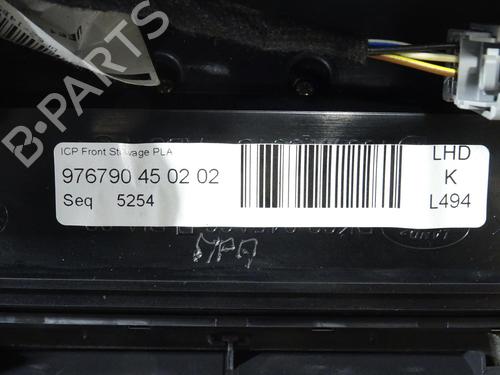 B-PARTS
ICP Front Stowage PLA
976790 45 02 02
Seq 5254
LHD
K
L494